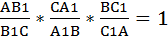 AB1/B1C * CA1/A1B * BC1/C1A = 1